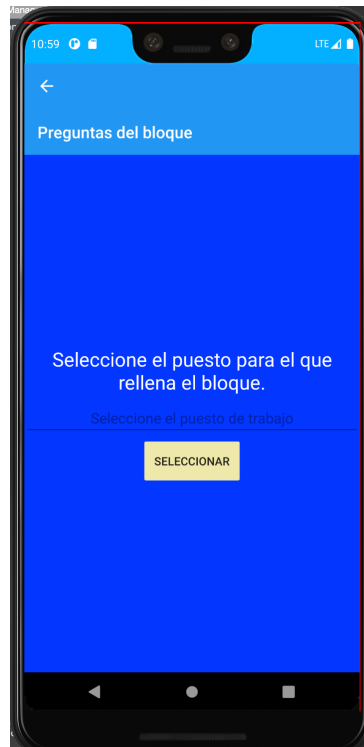 Mana
10:59
LTE
Preguntas del bloque
Seleccione el puesto para el que
rellena el bloque.
Seleccione el puesto de trabajo
SELECCIONAR